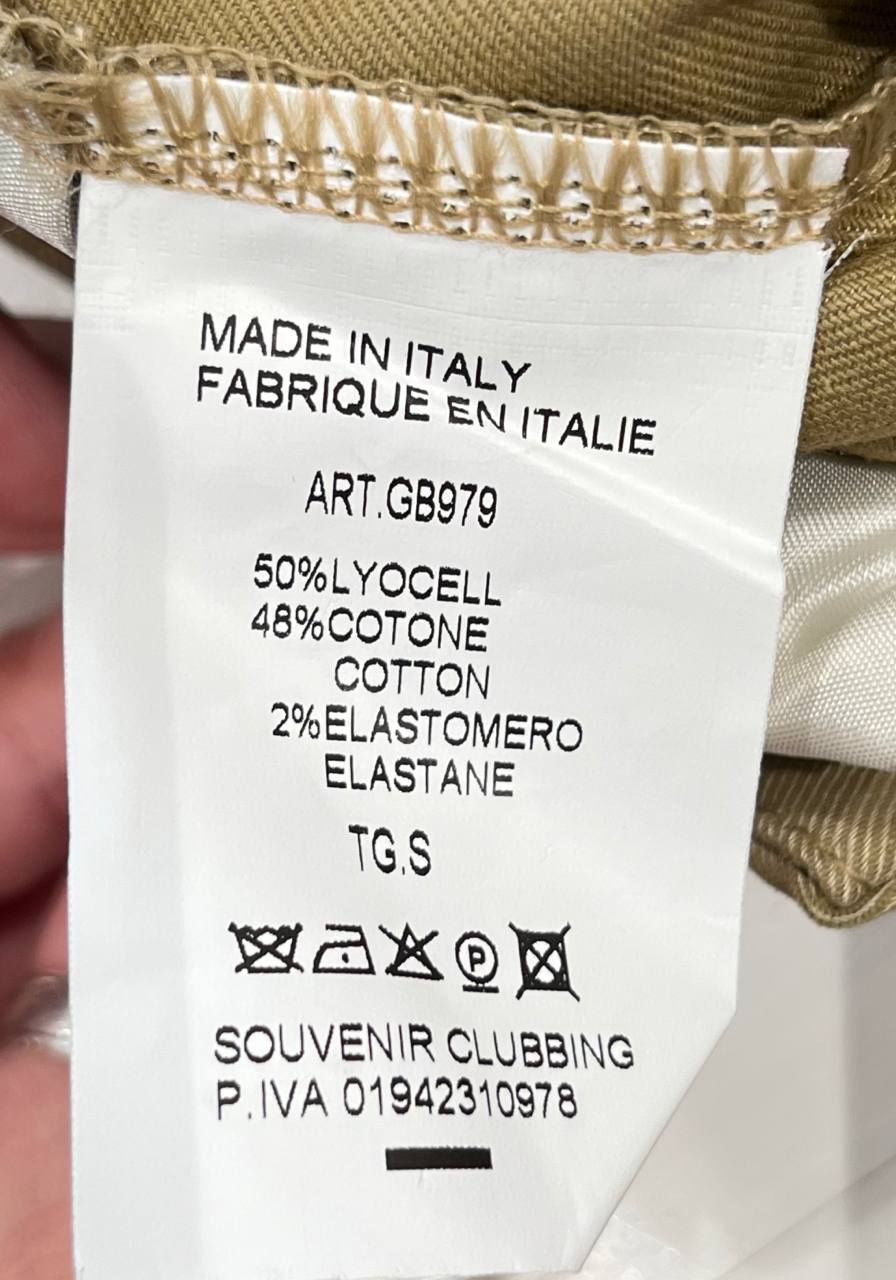 MADE IN ITALY
FABRIQUE EN ITALIE
ART.GB979
50%LYOCELL
48%COTONE
COTTON
2%ELASTOMERO
ELASTANE
TG.S
P
SOUVENIR CLUBBING
P.IVA 01942310978